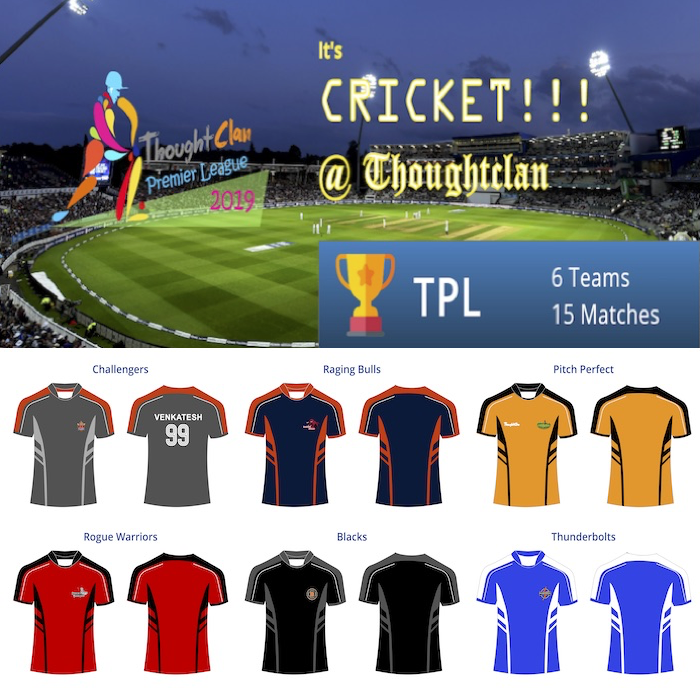 It's
CRICKET!!!
@ Thoughtclan
ThoughtClan
Premier League
2019
TPL
6 Teams
15 Matches
Challengers
Raging Bulls
Pitch Perfect
VENKATESH
99
Rogue Warriors
Blacks
Thunderbolts